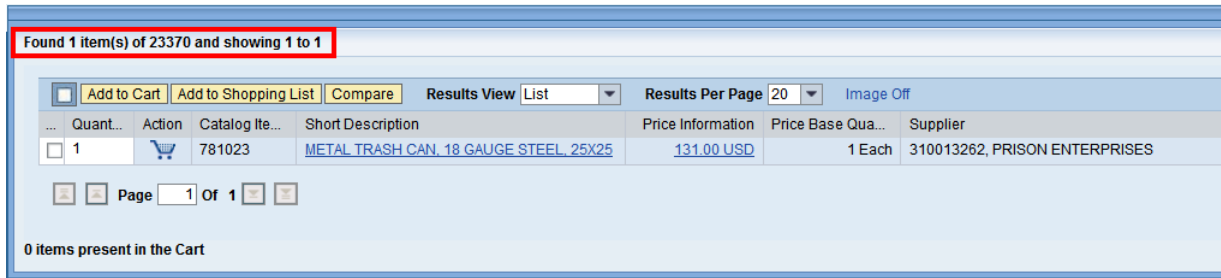 Found 1 item(s) of 23370 and showing 1 to 1
Add to Cart Add to Shopping List Compare Results View List Results Per Page 20 Image Off
... Quant... Action Catalog Ite... Short Description Price Information Price Base Qua... Supplier
1 781023 METAL TRASH CAN, 18 GAUGE STEEL, 25X25 131.00 USD 1 Each 310013262, PRISON ENTERPRISES
Page 1 Of 1
0 items present in the Cart